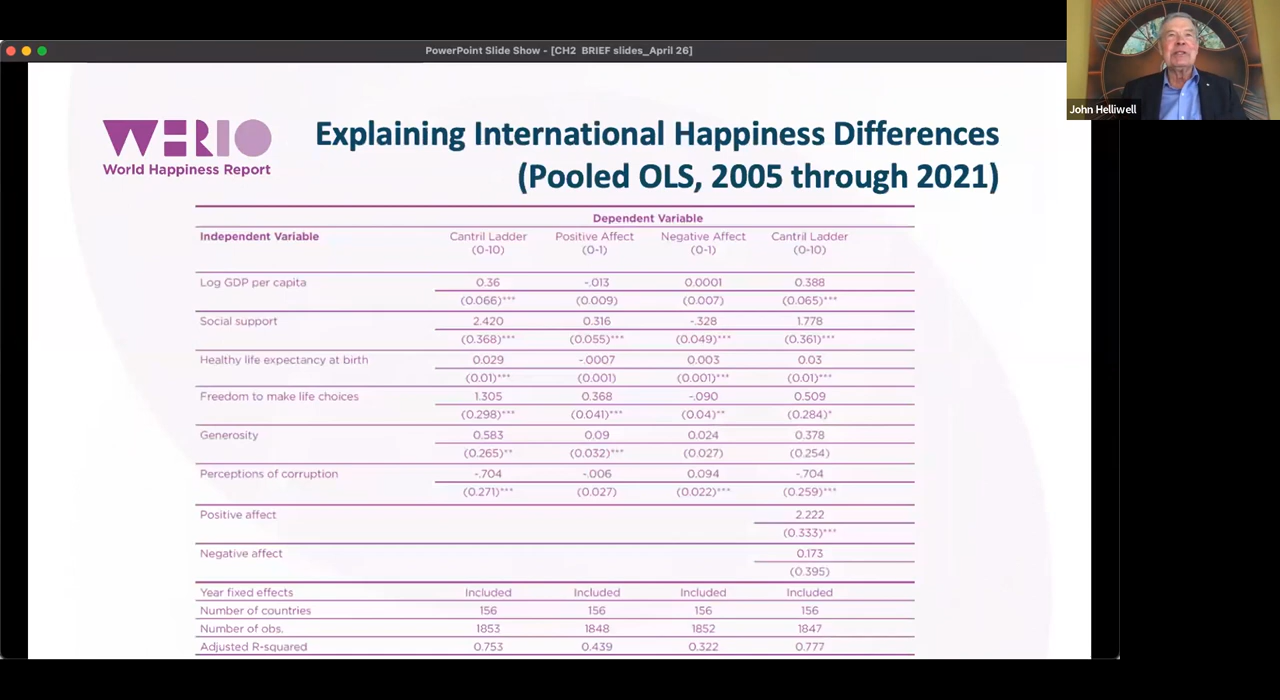 PowerPoint Slide Show - [CH2 BRIEF slides_April 26]
John Helliwell
World Happiness Report
Explaining International Happiness Differences
(Pooled OLS, 2005 through 2021)
Dependent Variable
Independent Variable Cantril Ladder Positive Affect Negative Affect Cantril Ladder
(0-10) (0-1) (0-1) (0-10)
Log GDP per capita 0.36 -.013 0.0001 0.388
(0.066)*** (0.009) (0.007) (0.065)***
Social support 2.420 0.316 -.328 1.778
(0.368)*** (0.055)*** (0.049)*** (0.361)***
Healthy life expectancy at birth 0.029 -.0007 0.003 0.03
(0.01)*** (0.001) (0.001)*** (0.01)***
Freedom to make life choices 1.305 0.368 -.090 0.509
(0.298)*** (0.041)*** (0.04)** (0.284)*
Generosity 0.583 0.09 0.024 0.378
(0.265)** (0.032)*** (0.027) (0.254)
Perceptions of corruption -.704 -.006 0.094 -.704
(0.271)*** (0.027) (0.022)*** (0.259)***
Positive affect 2.222
(0.333)***
Negative affect 0.173
(0.395)
Year fixed effects Included Included Included Included
Number of countries 156 156 156 156
Number of obs. 1853 1848 1852 1847
Adjusted R-squared 0.753 0.439 0.322 0.777